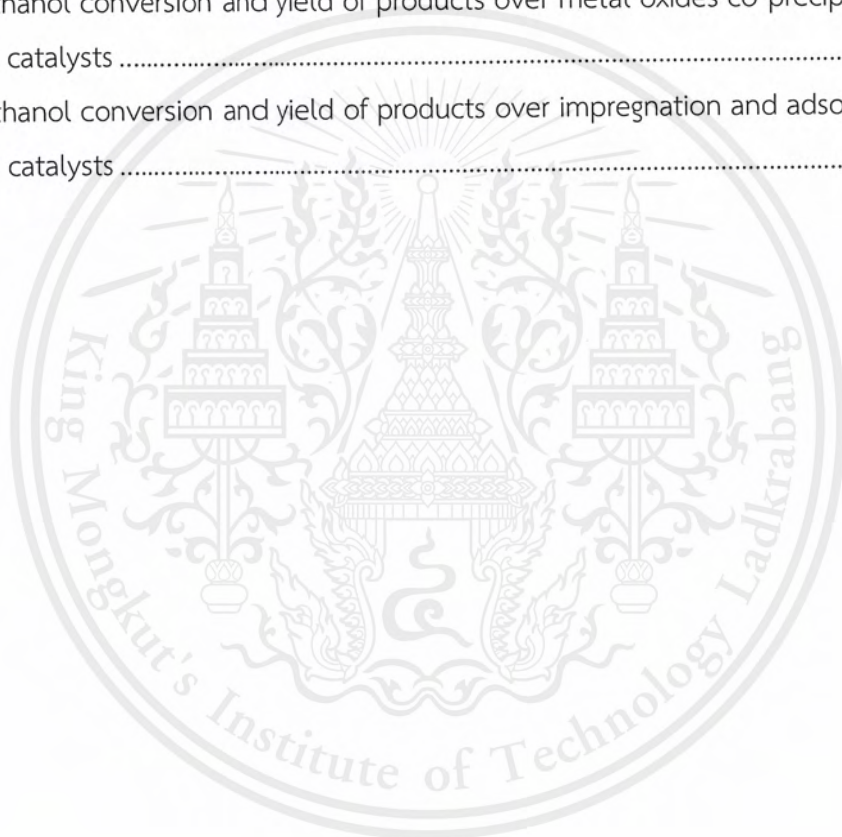 hanol conversion and yield of products over metal oxides co-precip
catalysts ........................................................................
thanol conversion and yield of products over impregnation and adso
catalysts ........................................................................
King Mongkut's Institute of Technology Ladkrabang